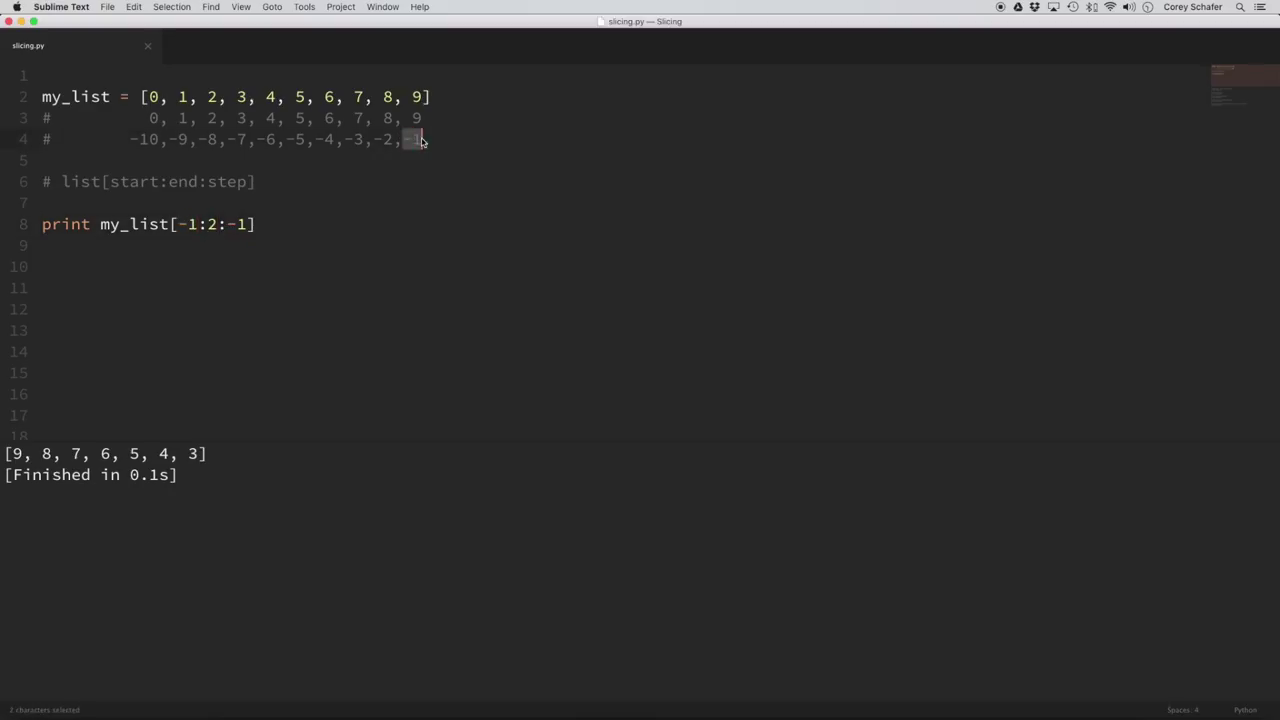 Sublime Text File Edit Selection Find View Goto Tools Project Window Help Corey Schafer
slicing.py — Slicing
slicing.py
1
2 my_list = [0, 1, 2, 3, 4, 5, 6, 7, 8, 9]
3 # 0, 1, 2, 3, 4, 5, 6, 7, 8, 9
4 # -10,-9,-8,-7,-6,-5,-4,-3,-2,-1
5
6 # list[start:end:step]
7
8 print my_list[-1:2:-1]
9
10
11
12
13
14
15
16
17
18
[9, 8, 7, 6, 5, 4, 3]
[Finished in 0.1s]
2 characters selected Spaces: 4 Python